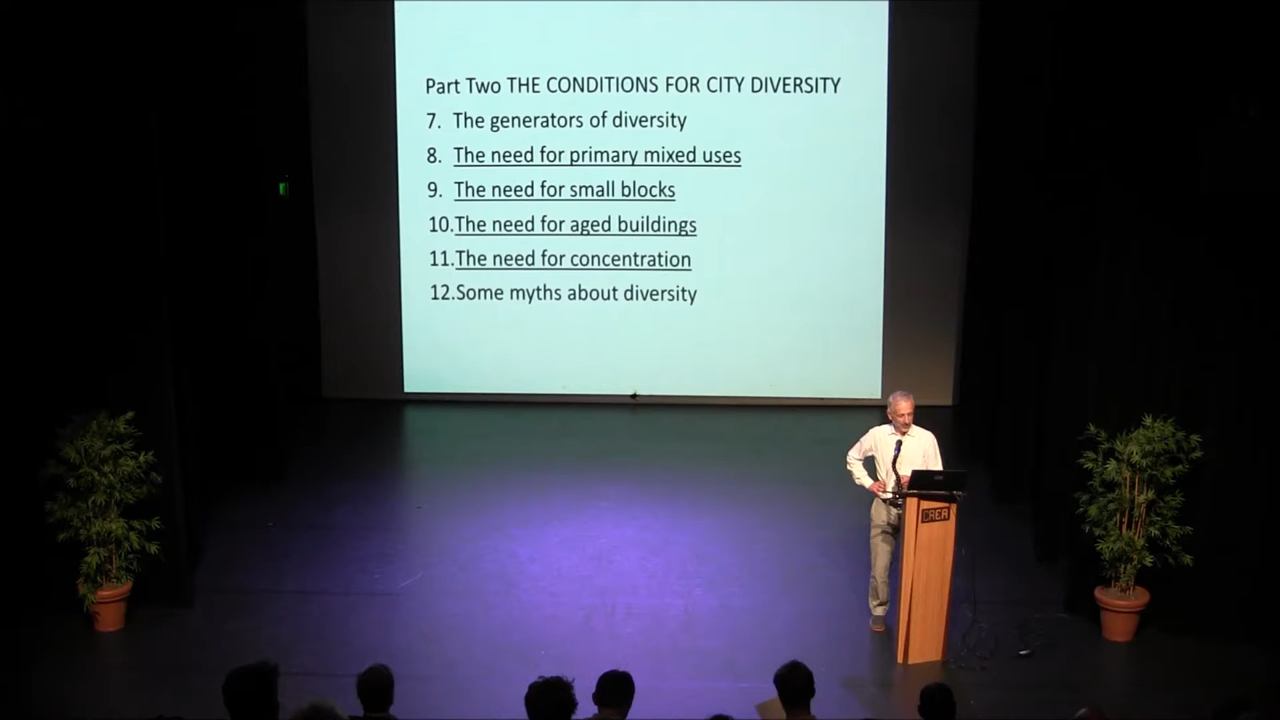 Part Two THE CONDITIONS FOR CITY DIVERSITY
7. The generators of diversity
8. The need for primary mixed uses
9. The need for small blocks
10.The need for aged buildings
11.The need for concentration
12.Some myths about diversity
CREA